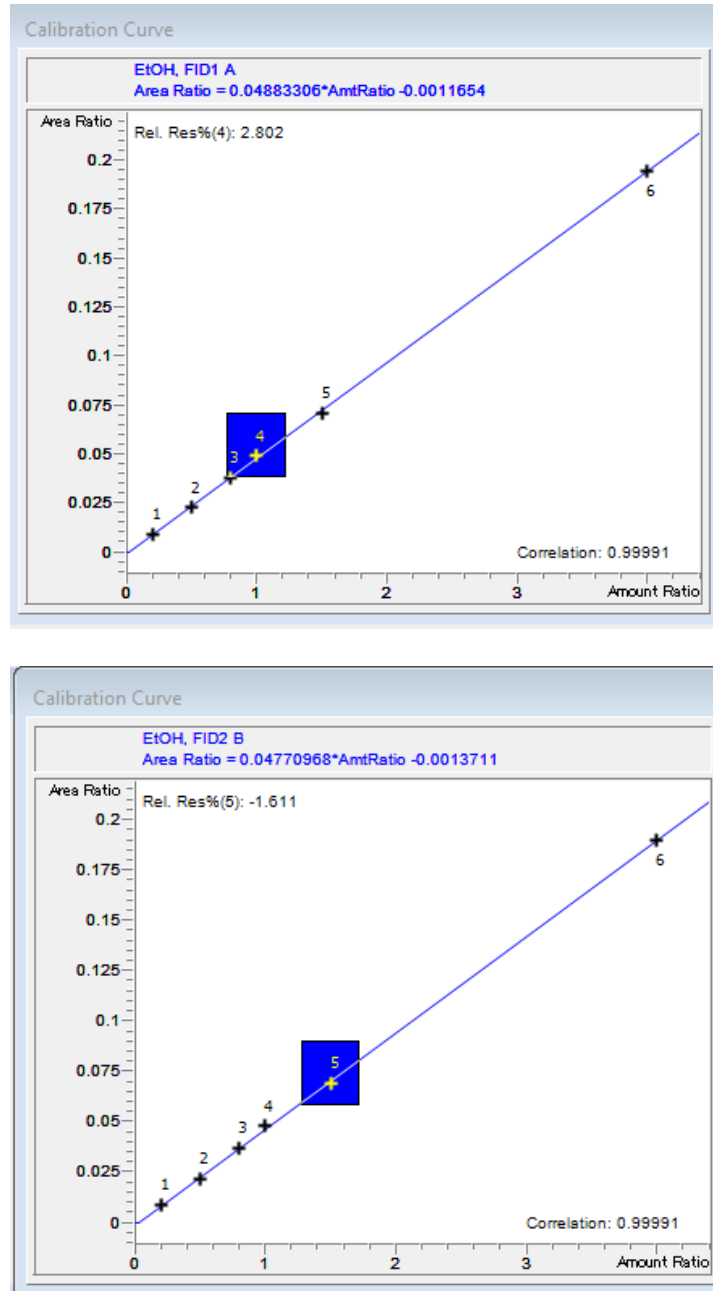 Calibration Curve
EtOH, FID1 A
Area Ratio = 0.04883306*AmtRatio -0.0011654
Area Ratio
Rel. Res%(4): 2.802
0.2
0.175
0.15
0.125
0.1
0.075
0.05
0.025
0
1
2
3
4
5
6
Correlation: 0.99991
0
1
2
3
Amount Ratio
Calibration Curve
EtOH, FID2 B
Area Ratio = 0.04770968*AmtRatio -0.0013711
Area Ratio
Rel. Res%(5): -1.611
0.2
0.175
0.15
0.125
0.1
0.075
0.05
0.025
0
1
2
3
4
5
6
Correlation: 0.99991
0
1
2
3
Amount Ratio